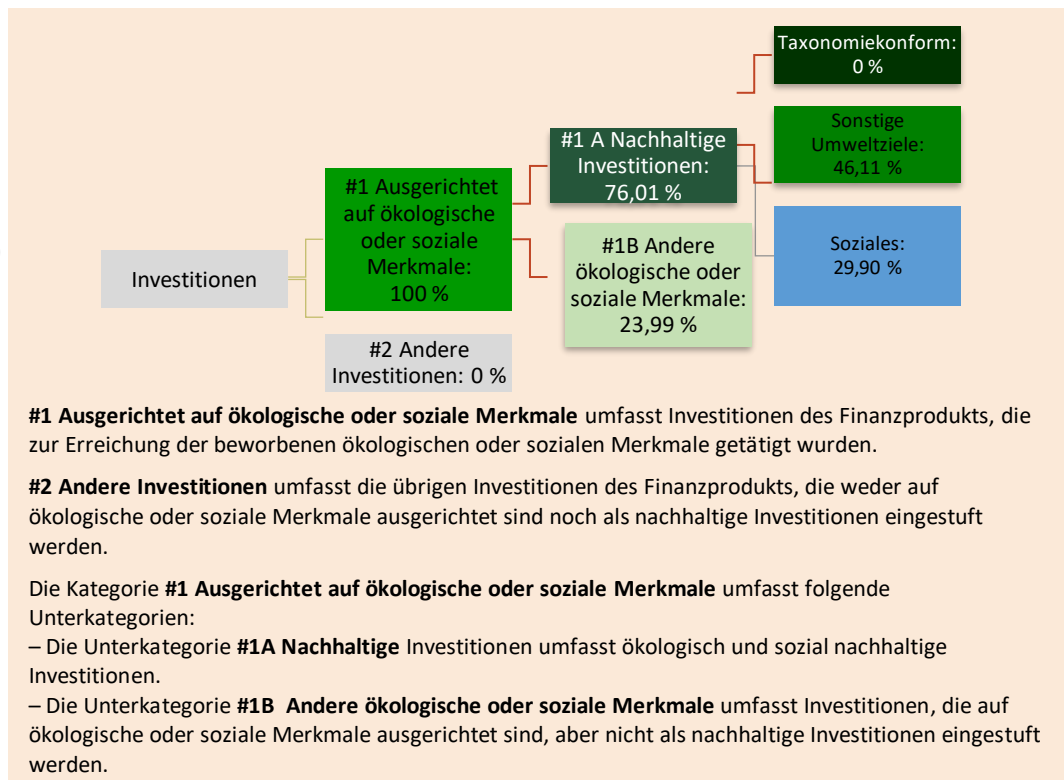 Taxonomiekonform:
0 %
Sonstige
Umweltziele:
46,11 %
#1 A Nachhaltige
Investitionen:
76,01 %
#1 Ausgerichtet
auf ökologische
oder soziale
Merkmale:
100 %
Soziales:
29,90 %
#1B Andere
ökologische oder
soziale Merkmale:
23,99 %
Investitionen
#2 Andere
Investitionen: 0 %
#1 Ausgerichtet auf ökologische oder soziale Merkmale umfasst Investitionen des Finanzprodukts, die
zur Erreichung der beworbenen ökologischen oder sozialen Merkmale getätigt wurden.
#2 Andere Investitionen umfasst die übrigen Investitionen des Finanzprodukts, die weder auf
ökologische oder soziale Merkmale ausgerichtet sind noch als nachhaltige Investitionen eingestuft
werden.
Die Kategorie #1 Ausgerichtet auf ökologische oder soziale Merkmale umfasst folgende
Unterkategorien:
– Die Unterkategorie #1A Nachhaltige Investitionen umfasst ökologisch und sozial nachhaltige
Investitionen.
– Die Unterkategorie #1B Andere ökologische oder soziale Merkmale umfasst Investitionen, die auf
ökologische oder soziale Merkmale ausgerichtet sind, aber nicht als nachhaltige Investitionen eingestuft
werden.